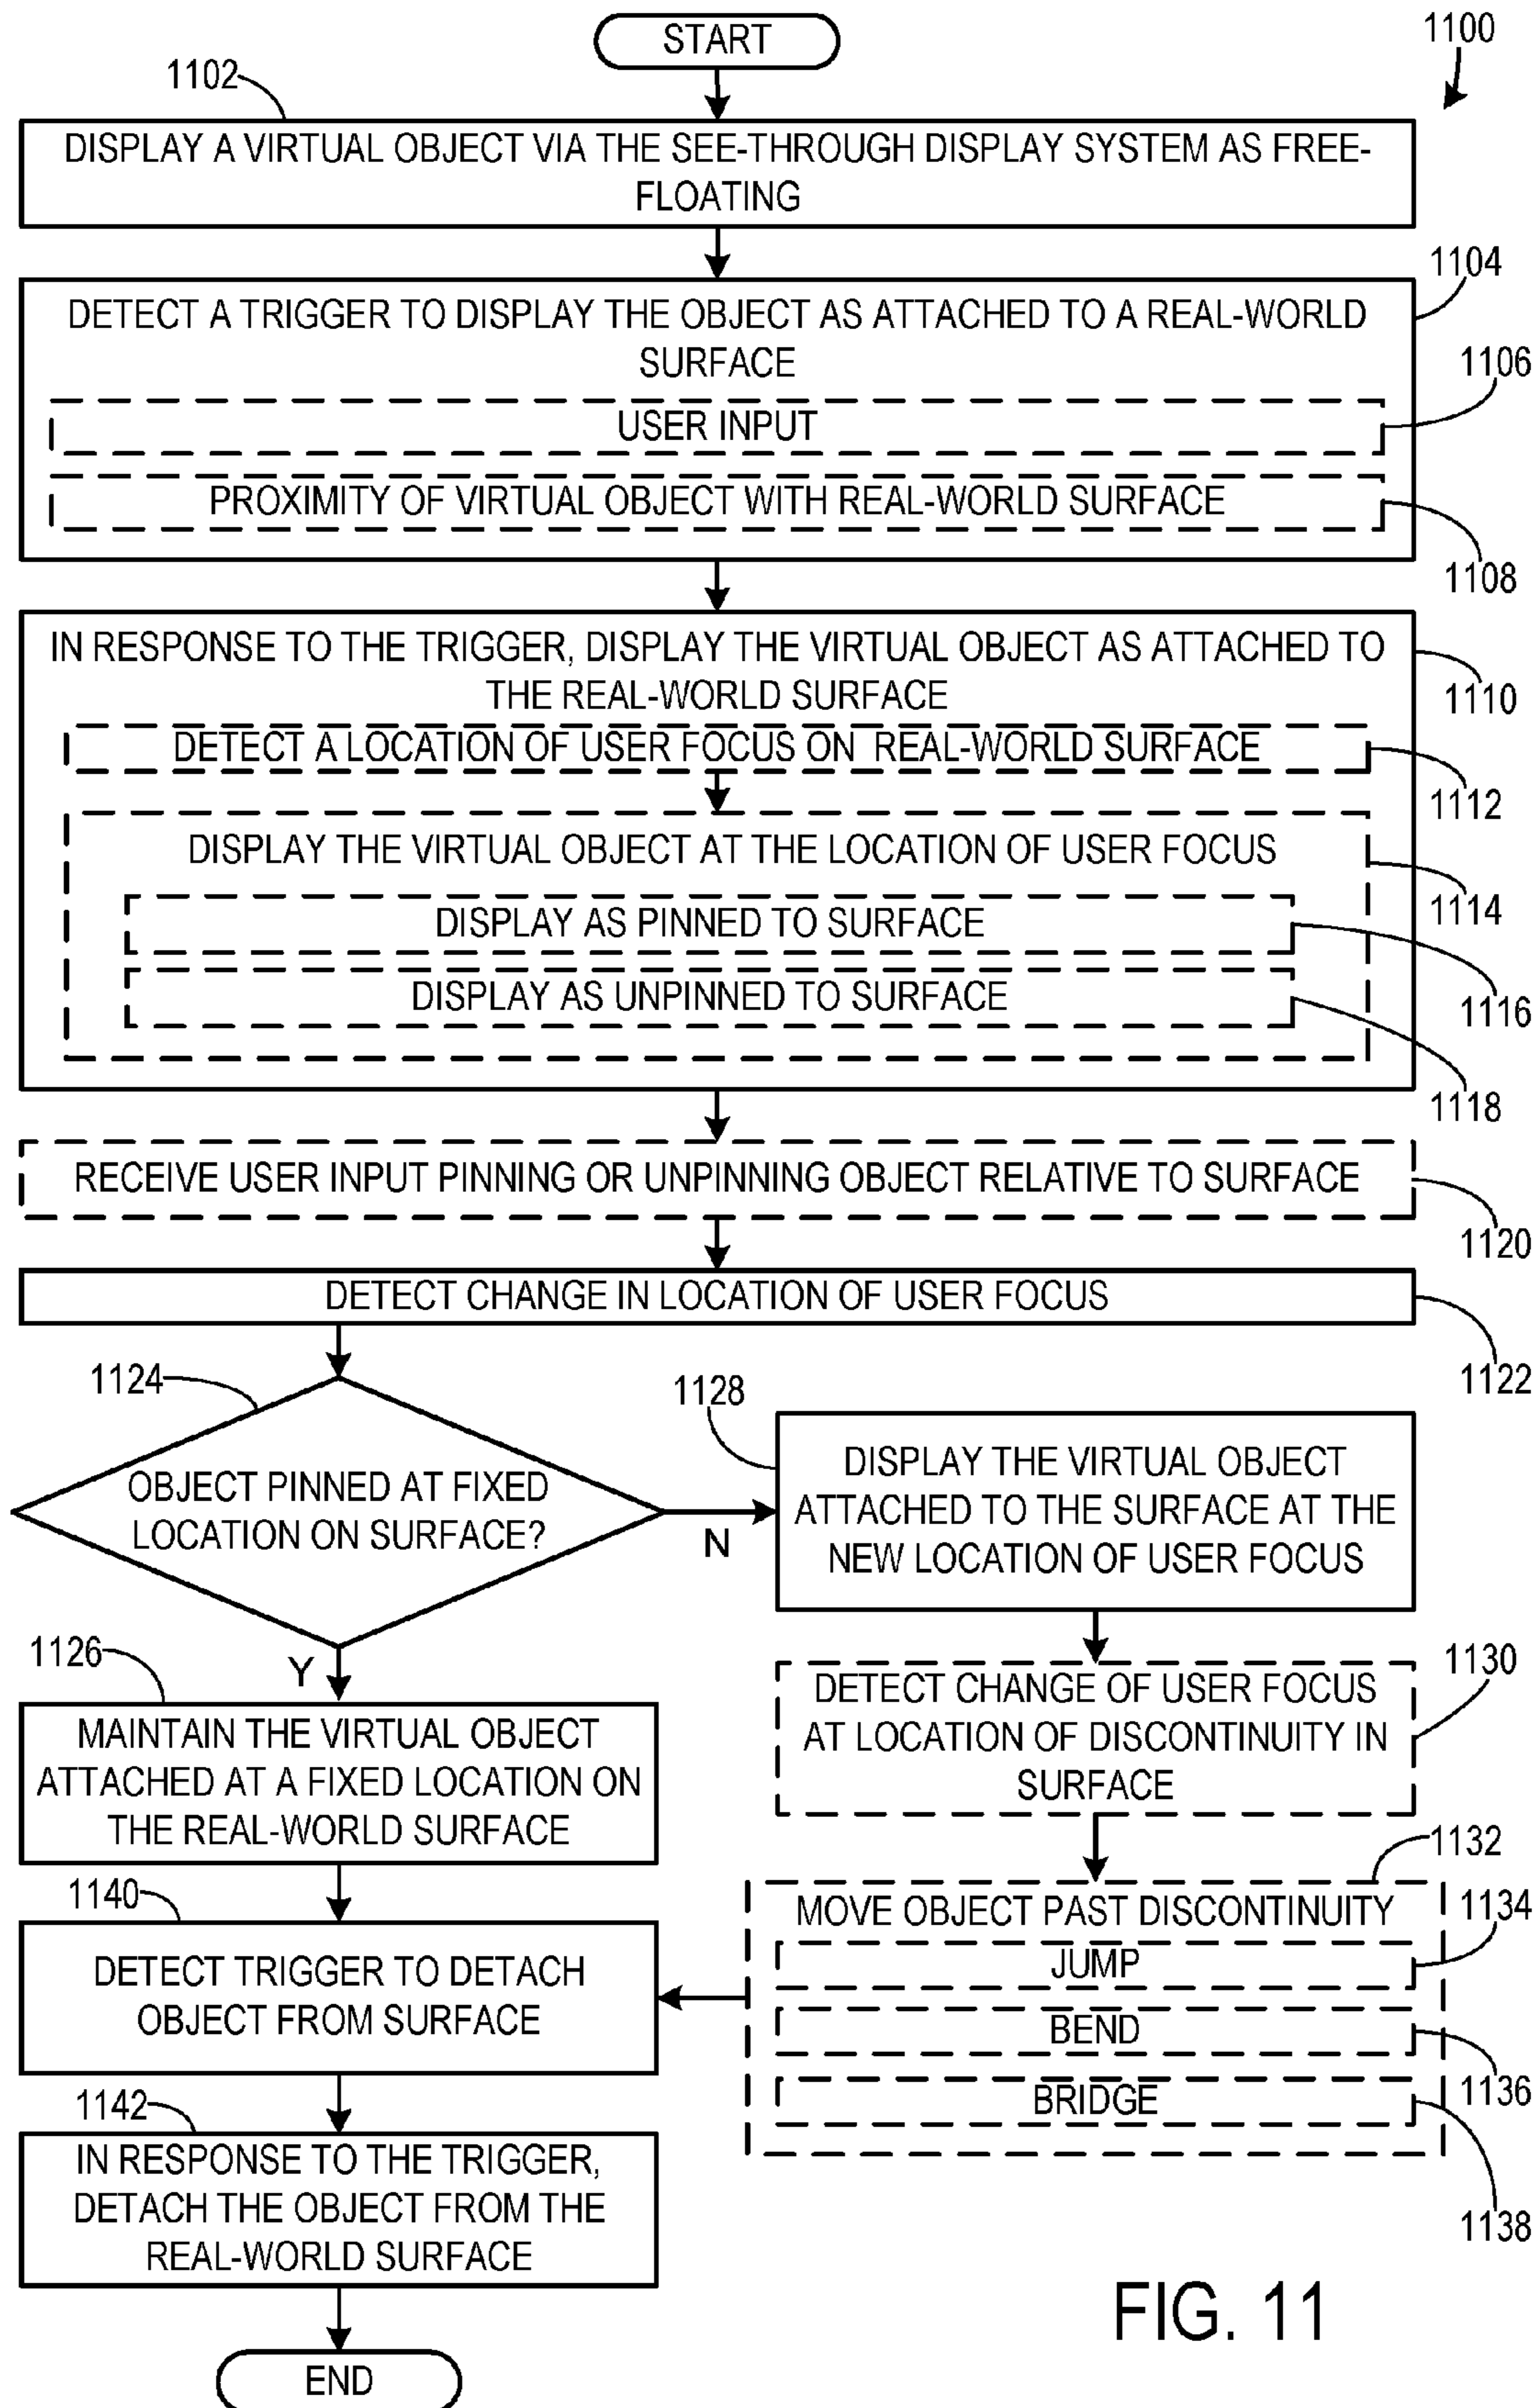 START
1100
1102
DISPLAY A VIRTUAL OBJECT VIA THE SEE-THROUGH DISPLAY SYSTEM AS FREE-
FLOATING
1104
DETECT A TRIGGER TO DISPLAY THE OBJECT AS ATTACHED TO A REAL-WORLD
SURFACE
1106
USER INPUT
PROXIMITY OF VIRTUAL OBJECT WITH REAL-WORLD SURFACE
1108
IN RESPONSE TO THE TRIGGER, DISPLAY THE VIRTUAL OBJECT AS ATTACHED TO
THE REAL-WORLD SURFACE
1110
DETECT A LOCATION OF USER FOCUS ON REAL-WORLD SURFACE
1112
DISPLAY THE VIRTUAL OBJECT AT THE LOCATION OF USER FOCUS
1114
DISPLAY AS PINNED TO SURFACE
1116
DISPLAY AS UNPINNED TO SURFACE
1118
RECEIVE USER INPUT PINNING OR UNPINNING OBJECT RELATIVE TO SURFACE
1120
DETECT CHANGE IN LOCATION OF USER FOCUS
1122
1124
OBJECT PINNED AT FIXED
LOCATION ON SURFACE?
N
Y
1128
DISPLAY THE VIRTUAL OBJECT
ATTACHED TO THE SURFACE AT THE
NEW LOCATION OF USER FOCUS
1126
MAINTAIN THE VIRTUAL OBJECT
ATTACHED AT A FIXED LOCATION ON
THE REAL-WORLD SURFACE
1130
DETECT CHANGE OF USER FOCUS
AT LOCATION OF DISCONTINUITY IN
SURFACE
1132
MOVE OBJECT PAST DISCONTINUITY
1134
JUMP
BEND
1136
BRIDGE
1138
1140
DETECT TRIGGER TO DETACH
OBJECT FROM SURFACE
1142
IN RESPONSE TO THE TRIGGER,
DETACH THE OBJECT FROM THE
REAL-WORLD SURFACE
END
FIG. 11